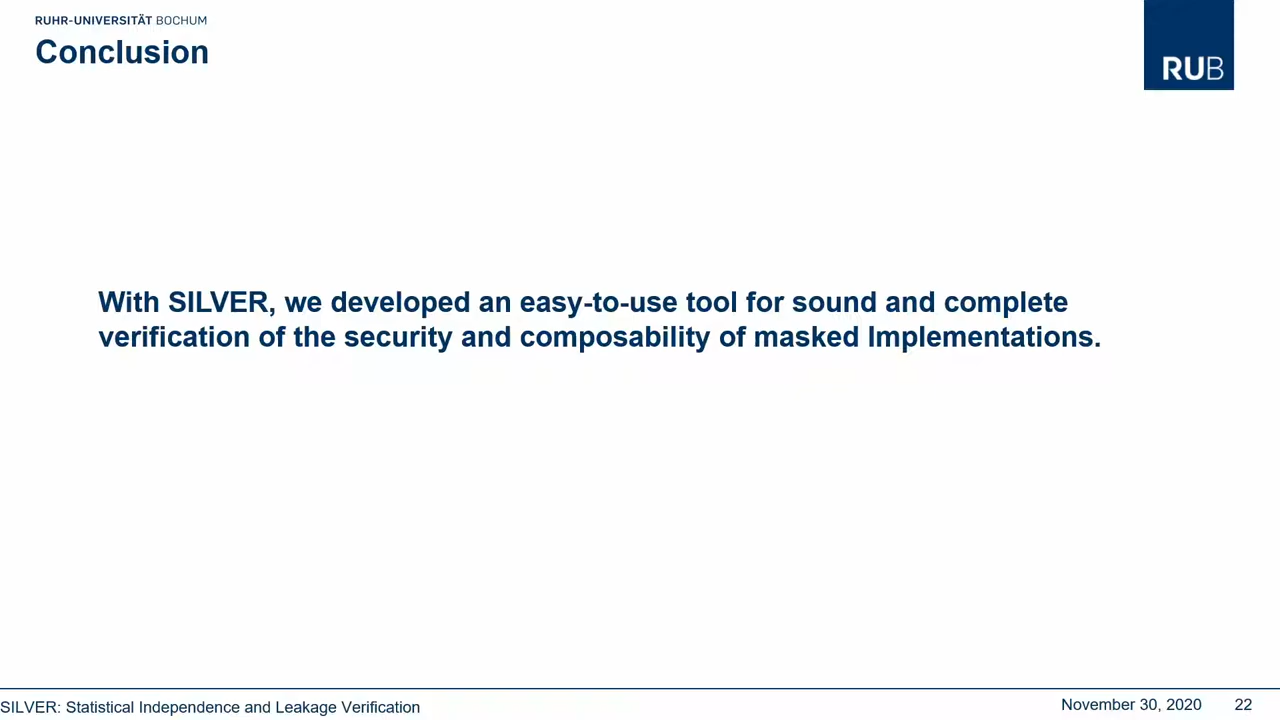 RUHR-UNIVERSITÄT BOCHUM
Conclusion
RUB
With SILVER, we developed an easy-to-use tool for sound and complete
verification of the security and composability of masked Implementations.
SILVER: Statistical Independence and Leakage Verification
November 30, 2020 22